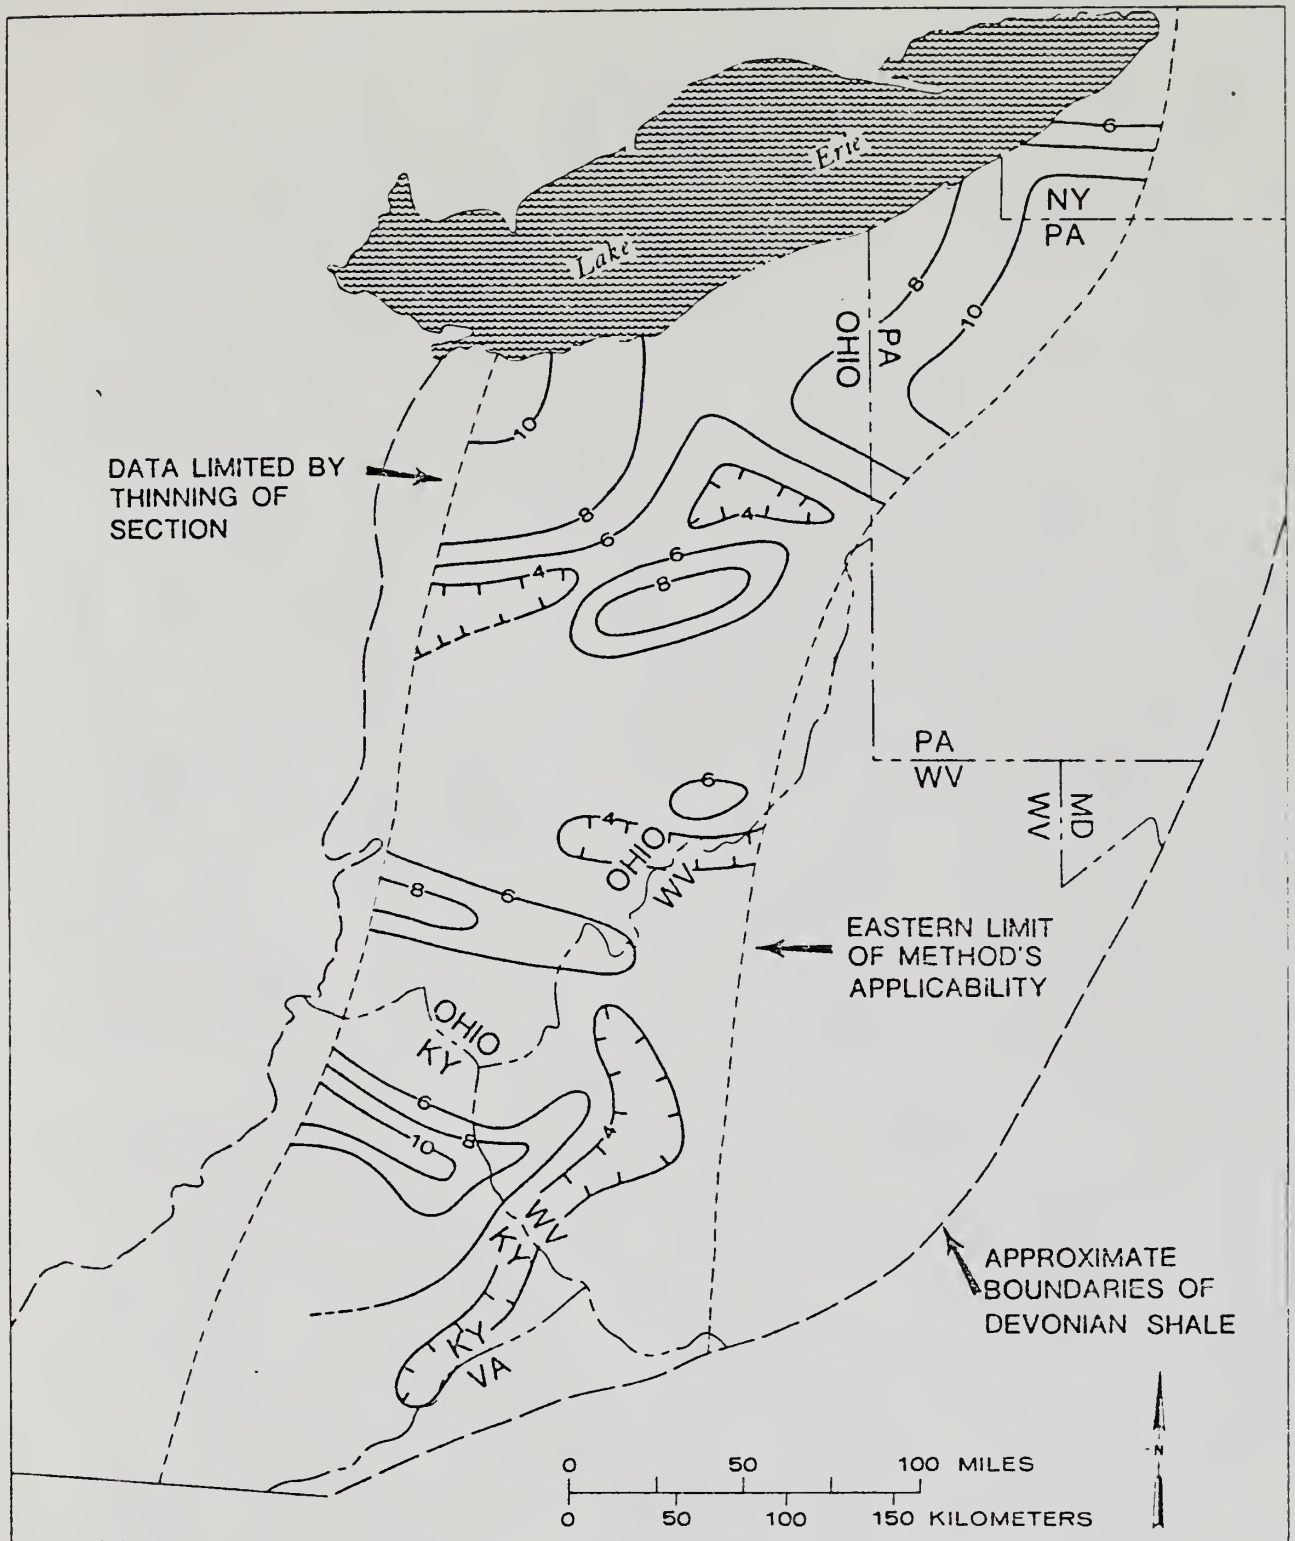 6
NY
PA
Erie
Lake
8
10
PA
OHIO
10
DATA LIMITED BY
THINNING OF
SECTION
8
6
4
4
6
8
PA
WV
6
MD
WV
4
OHIO
WV
8
6
EASTERN LIMIT
OF METHOD'S
APPLICABILITY
OHIO
KY
6
8
10
4
WV
KY
KY
VA
APPROXIMATE
BOUNDARIES OF
DEVONIAN SHALE
N
0 50 100 MILES
0 50 100 150 KILOMETERS